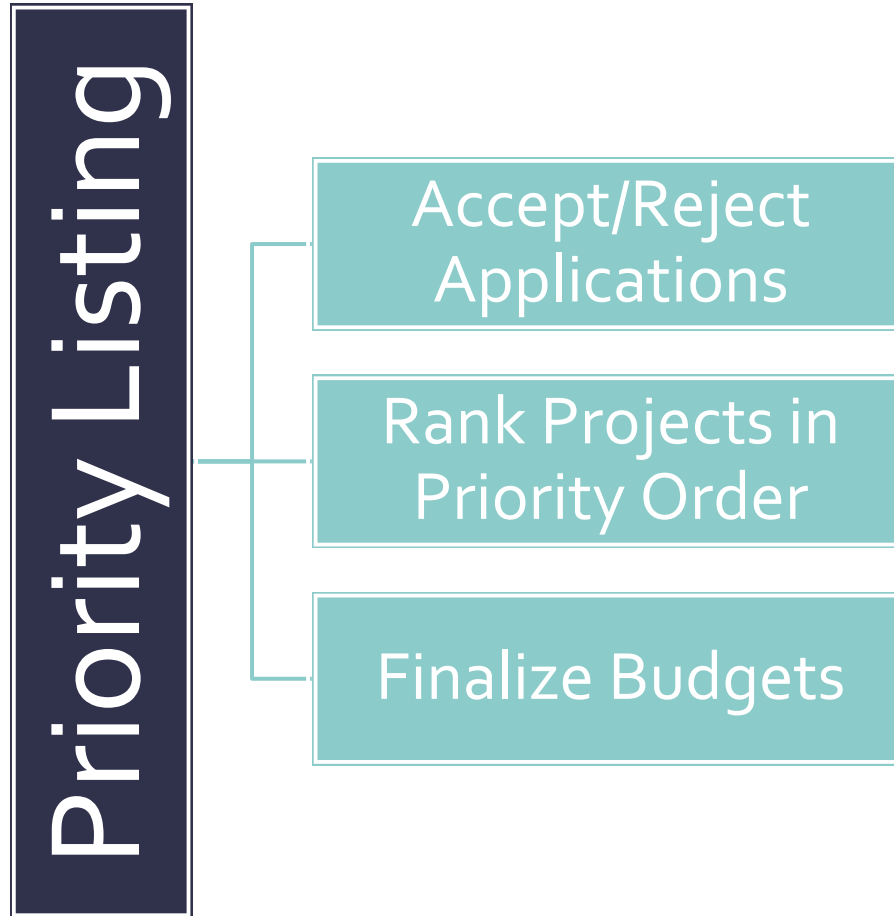 Priority Listing
Accept/Reject
Applications
Rank Projects in
Priority Order
Finalize Budgets